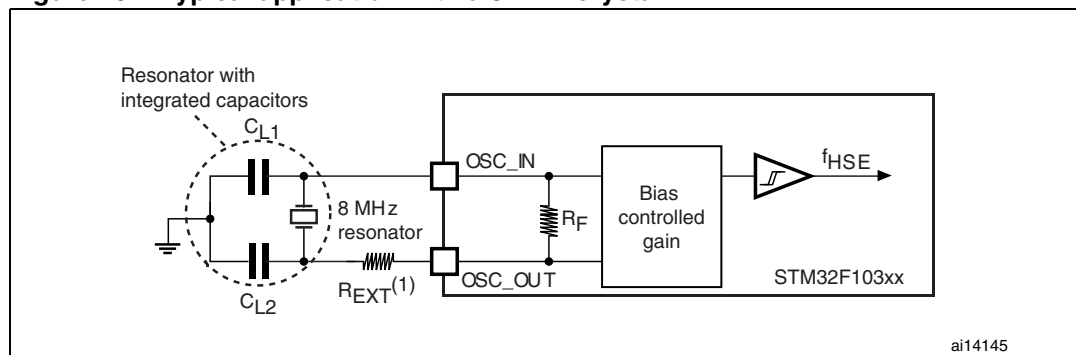 Resonator with
integrated capacitors
CL1
OSC_IN
fHSE
8 MHz
resonator
RF
Bias
controlled
gain
STM32F103xx
REXT(1)
OSC_OUT
CL2
ai14145